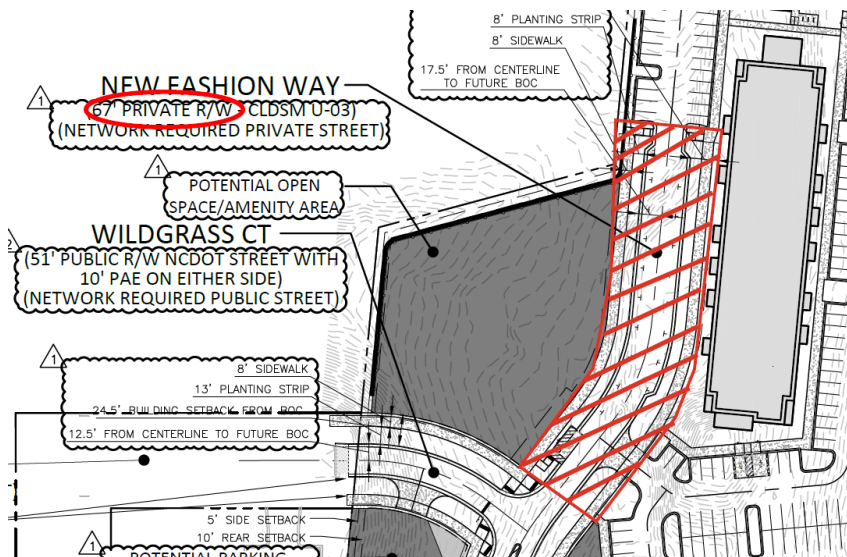 8' PLANTING STRIP
8' SIDEWALK
17.5' FROM CENTERLINE
TO FUTURE BOC
NEW FASHION WAY
1
(67' PRIVATE R/W - CLDSM U-03)
(NETWORK REQUIRED PRIVATE STREET)
1
POTENTIAL OPEN
SPACE/AMENITY AREA
WILDGRASS CT
2
(51' PUBLIC R/W NCDOT STREET WITH
10' PAE ON EITHER SIDE)
(NETWORK REQUIRED PUBLIC STREET)
1
8' SIDEWALK
13' PLANTING STRIP
24.5' BUILDING SETBACK FROM BOC
12.5' FROM CENTERLINE TO FUTURE BOC
5' SIDE SETBACK
10' REAR SETBACK
1
POTENTIAL PARKING